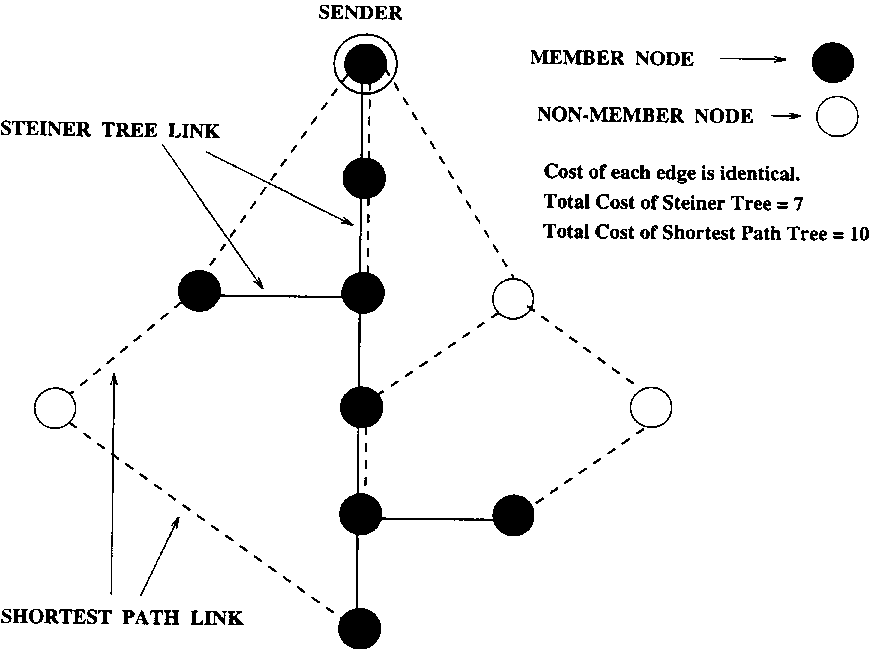 SENDER
MEMBER NODE
NON-MEMBER NODE
STEINER TREE LINK
Cost of each edge is identical.
Total Cost of Steiner Tree = 7
Total Cost of Shortest Path Tree = 10
SHORTEST PATH LINK